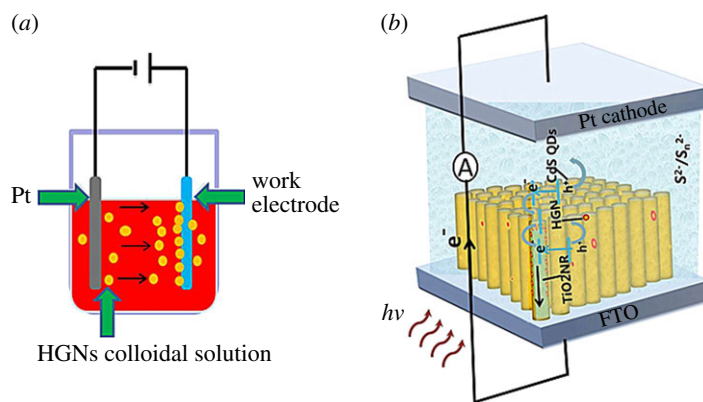 (a)
Pt
work
electrode
HGNs colloidal solution
(b)
Pt cathode
A
S²⁻/Sₙ²⁻
CdS QDs
e⁻
h⁺
HGN
e⁻
e
h⁺
TiO2NR
hv
FTO